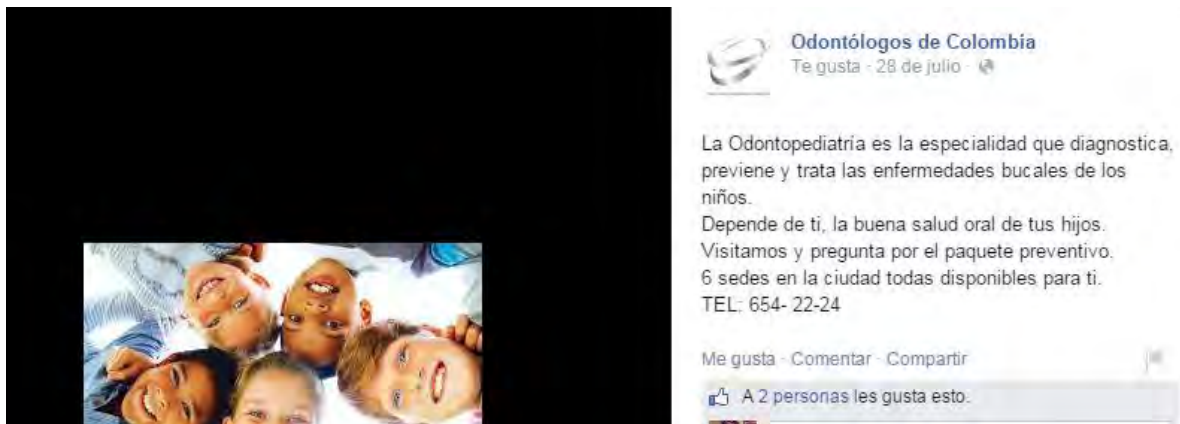 Odontólogos de Colombia
Te gusta · 28 de julio ·
La Odontopediatría es la especialidad que diagnostica,
previene y trata las enfermedades bucales de los
niños.
Depende de ti, la buena salud oral de tus hijos.
Visitamos y pregunta por el paquete preventivo.
6 sedes en la ciudad todas disponibles para ti.
TEL: 654- 22-24
Me gusta · Comentar · Compartir
A 2 personas les gusta esto.